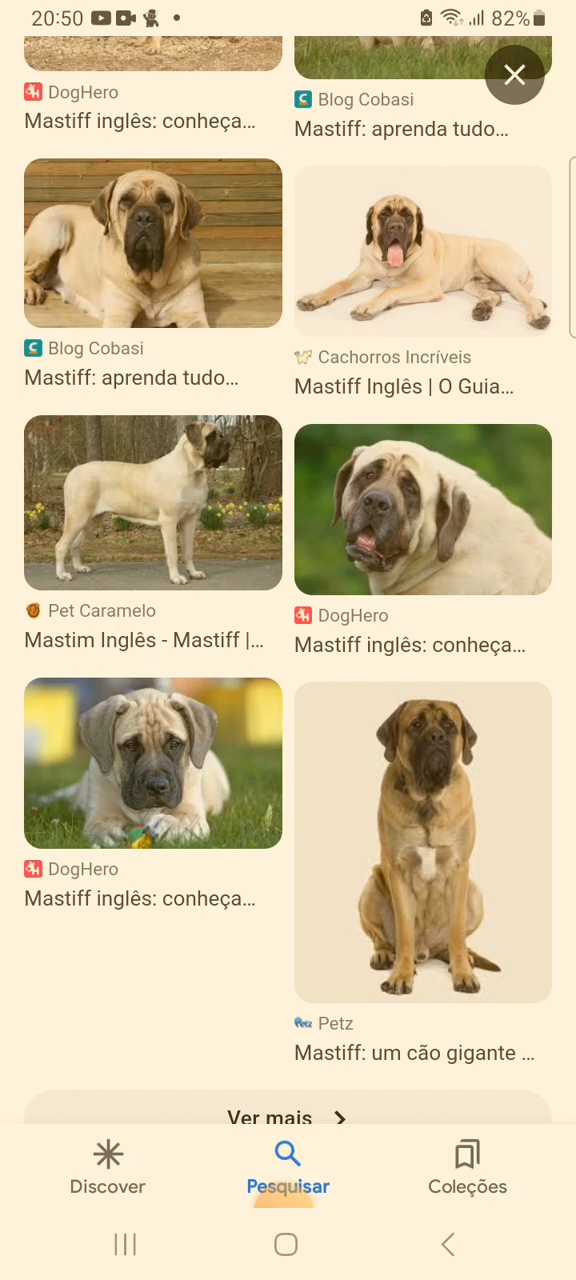 20:50
82%
DogHero
Mastiff inglês: conheça...
Blog Cobasi
Mastiff: aprenda tudo...
Blog Cobasi
Mastiff: aprenda tudo...
Cachorros Incríveis
Mastiff Inglês | O Guia...
Pet Caramelo
Mastim Inglês - Mastiff |...
DogHero
Mastiff inglês: conheça...
DogHero
Mastiff inglês: conheça...
Petz
Mastiff: um cão gigante ...
Ver mais
Discover
Pesquisar
Coleções